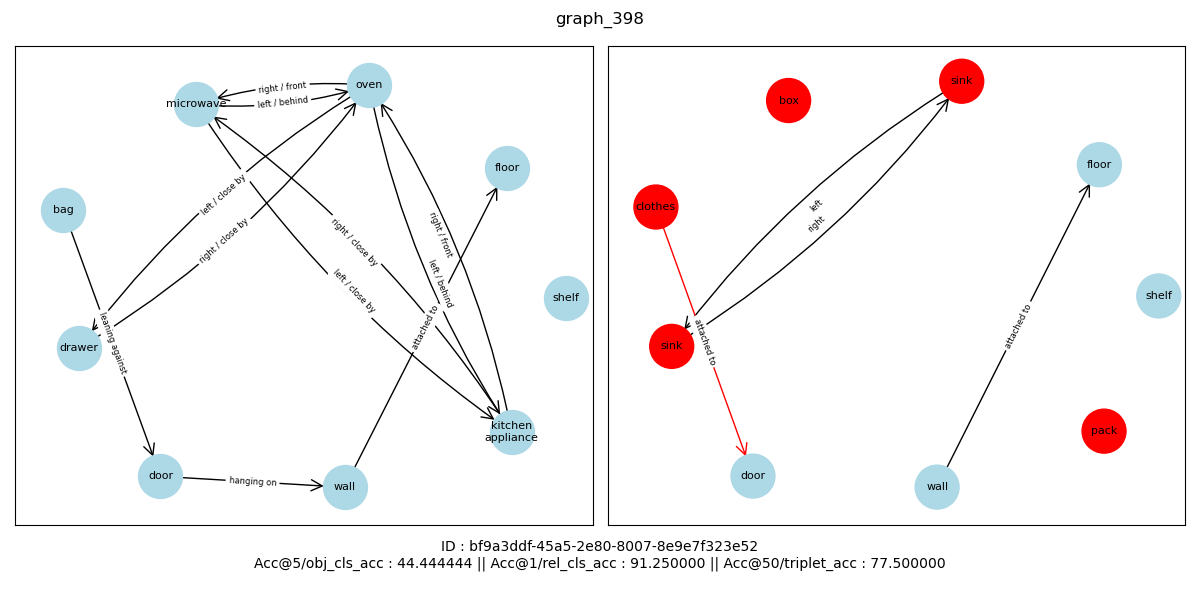 graph_398
oven
microwave
right / front
left / behind
floor
bag
left / close by
right / close by
right / close by
left / close by
right / front
left / behind
shelf
attached to
leaning against
drawer
kitchen
appliance
door
hanging on
wall
sink
box
floor
clothes
left
right
shelf
attached to
attached to
sink
pack
door
wall
ID : bf9a3ddf-45a5-2e80-8007-8e9e7f323e52
Acc@5/obj_cls_acc : 44.444444 || Acc@1/rel_cls_acc : 91.250000 || Acc@50/triplet_acc : 77.500000